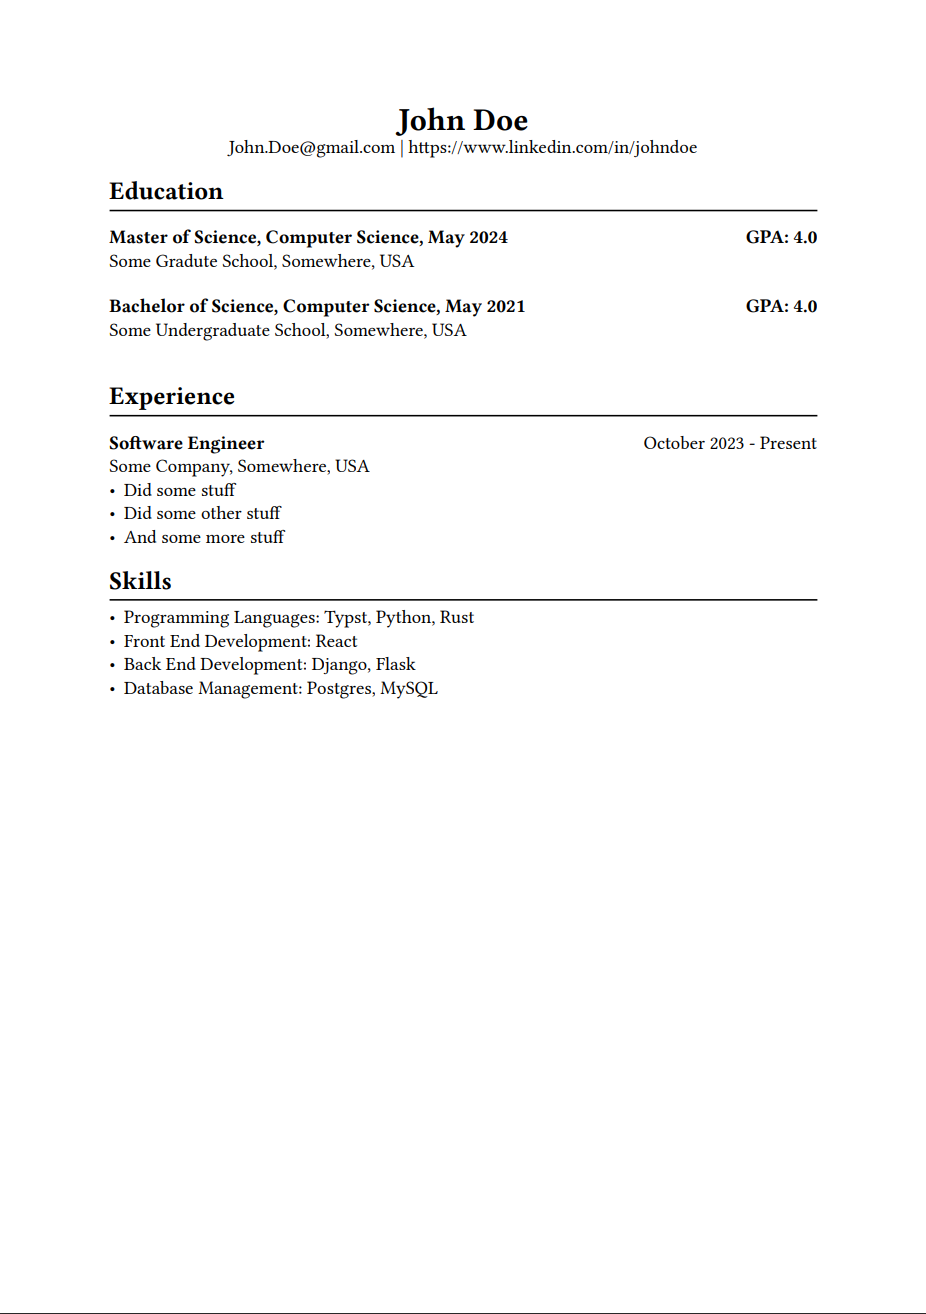 John Doe
John.Doe@gmail.com | https://www.linkedin.com/in/johndoe
Education
Master of Science, Computer Science, May 2024 GPA: 4.0
Some Gradute School, Somewhere, USA
Bachelor of Science, Computer Science, May 2021 GPA: 4.0
Some Undergraduate School, Somewhere, USA
Experience
Software Engineer October 2023 - Present
Some Company, Somewhere, USA
• Did some stuff
• Did some other stuff
• And some more stuff
Skills
• Programming Languages: Typst, Python, Rust
• Front End Development: React
• Back End Development: Django, Flask
• Database Management: Postgres, MySQL